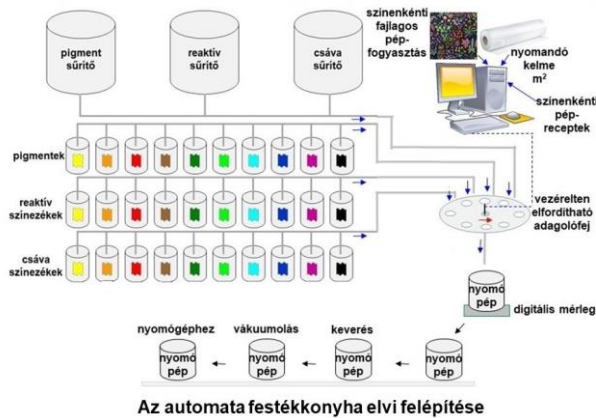 pigment
sűrítő
reaktív
sűrítő
csáva
sűrítő
színenkénti
fajlagos
pép-
fogyasztás
nyomandó
kelme
m²
színenkénti
pép-
receptek
pigmentek
reaktív
színezékek
csáva
szinezékek
vezérelten
elfordítható
adagolófej
nyomó
pép
digitális mérleg
nyomógéphez
vákuumolás
keverés
nyomó
pép
nyomó
pép
nyomó
pép
nyomó
pép
Az automata festékkonyha elvi felépítése